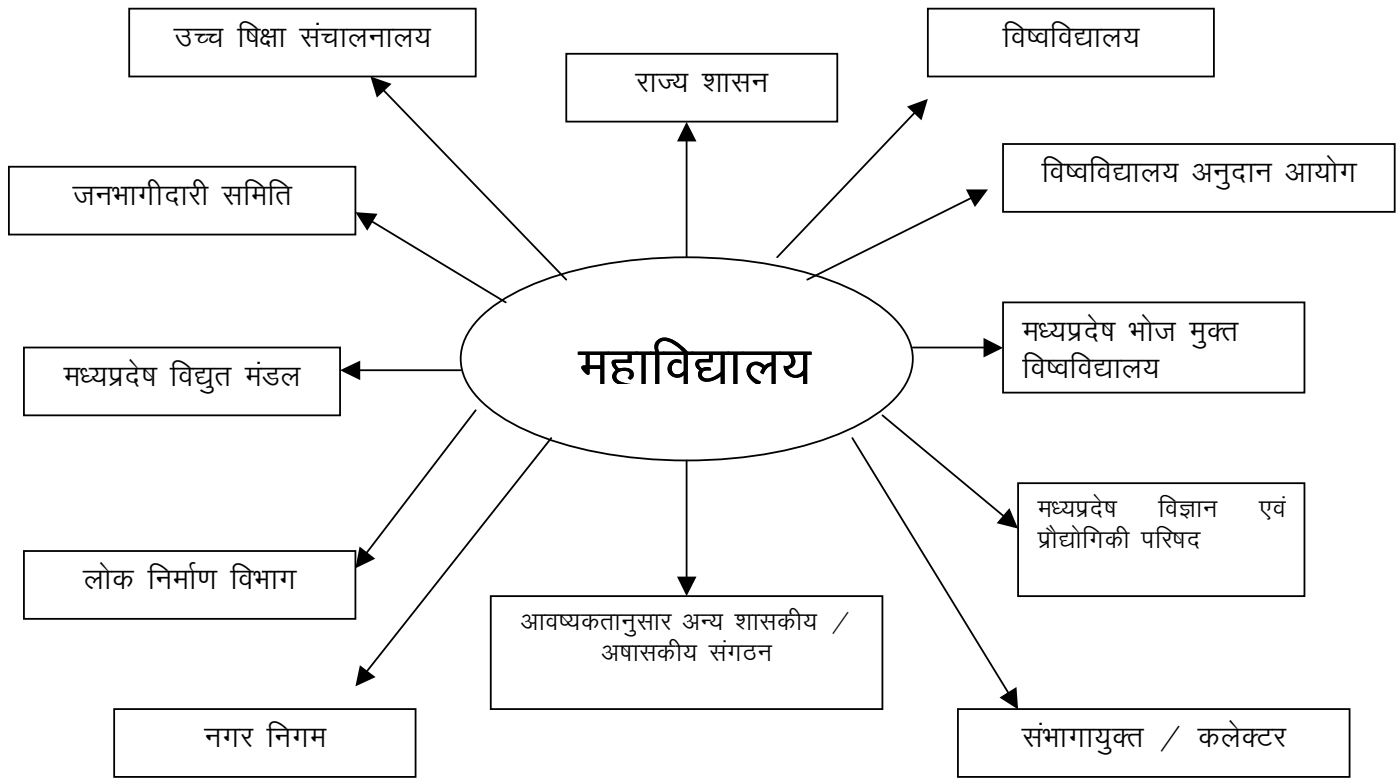 उच्च षिक्षा संचालनालय
राज्य शासन
विष्वविद्यालय
जनभागीदारी समिति
विष्वविद्यालय अनुदान आयोग
महाविद्यालय
मध्यप्रदेष विद्युत मंडल
मध्यप्रदेष भोज मुक्त
विष्वविद्यालय
मध्यप्रदेष विज्ञान एवं
प्रौद्योगिकी परिषद
लोक निर्माण विभाग
आवष्यकतानुसार अन्य शासकीय /
अषासकीय संगठन
नगर निगम
संभागायुक्त / कलेक्टर